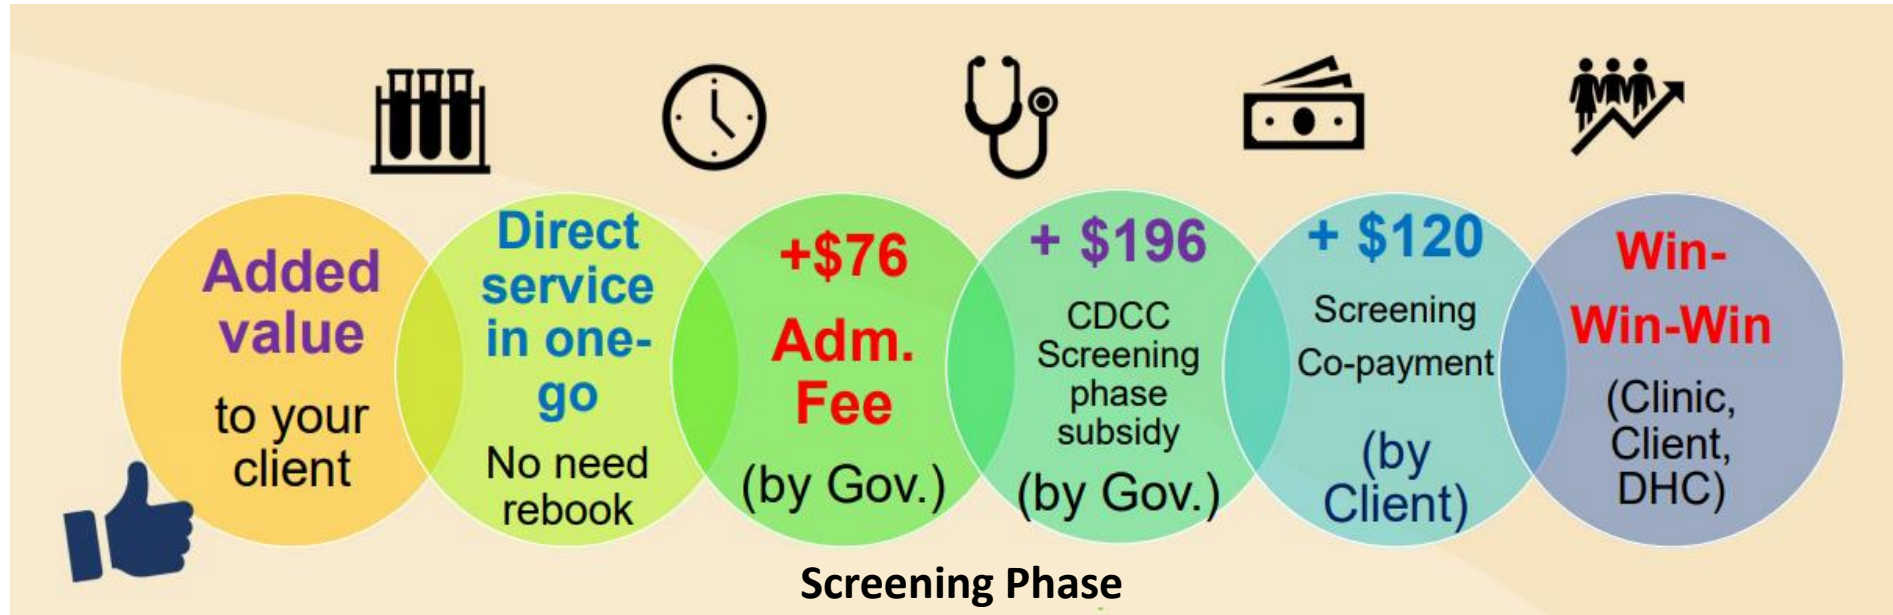 Added
value
to your
client
Direct
service
in one-
go
No need
rebook
+$76
Adm.
Fee
(by Gov.)
+ $196
CDCC
Screening
phase
subsidy
(by Gov.)
+ $120
Screening
Co-payment
(by
Client)
Win-
Win-Win
(Clinic,
Client,
DHC)
Screening Phase